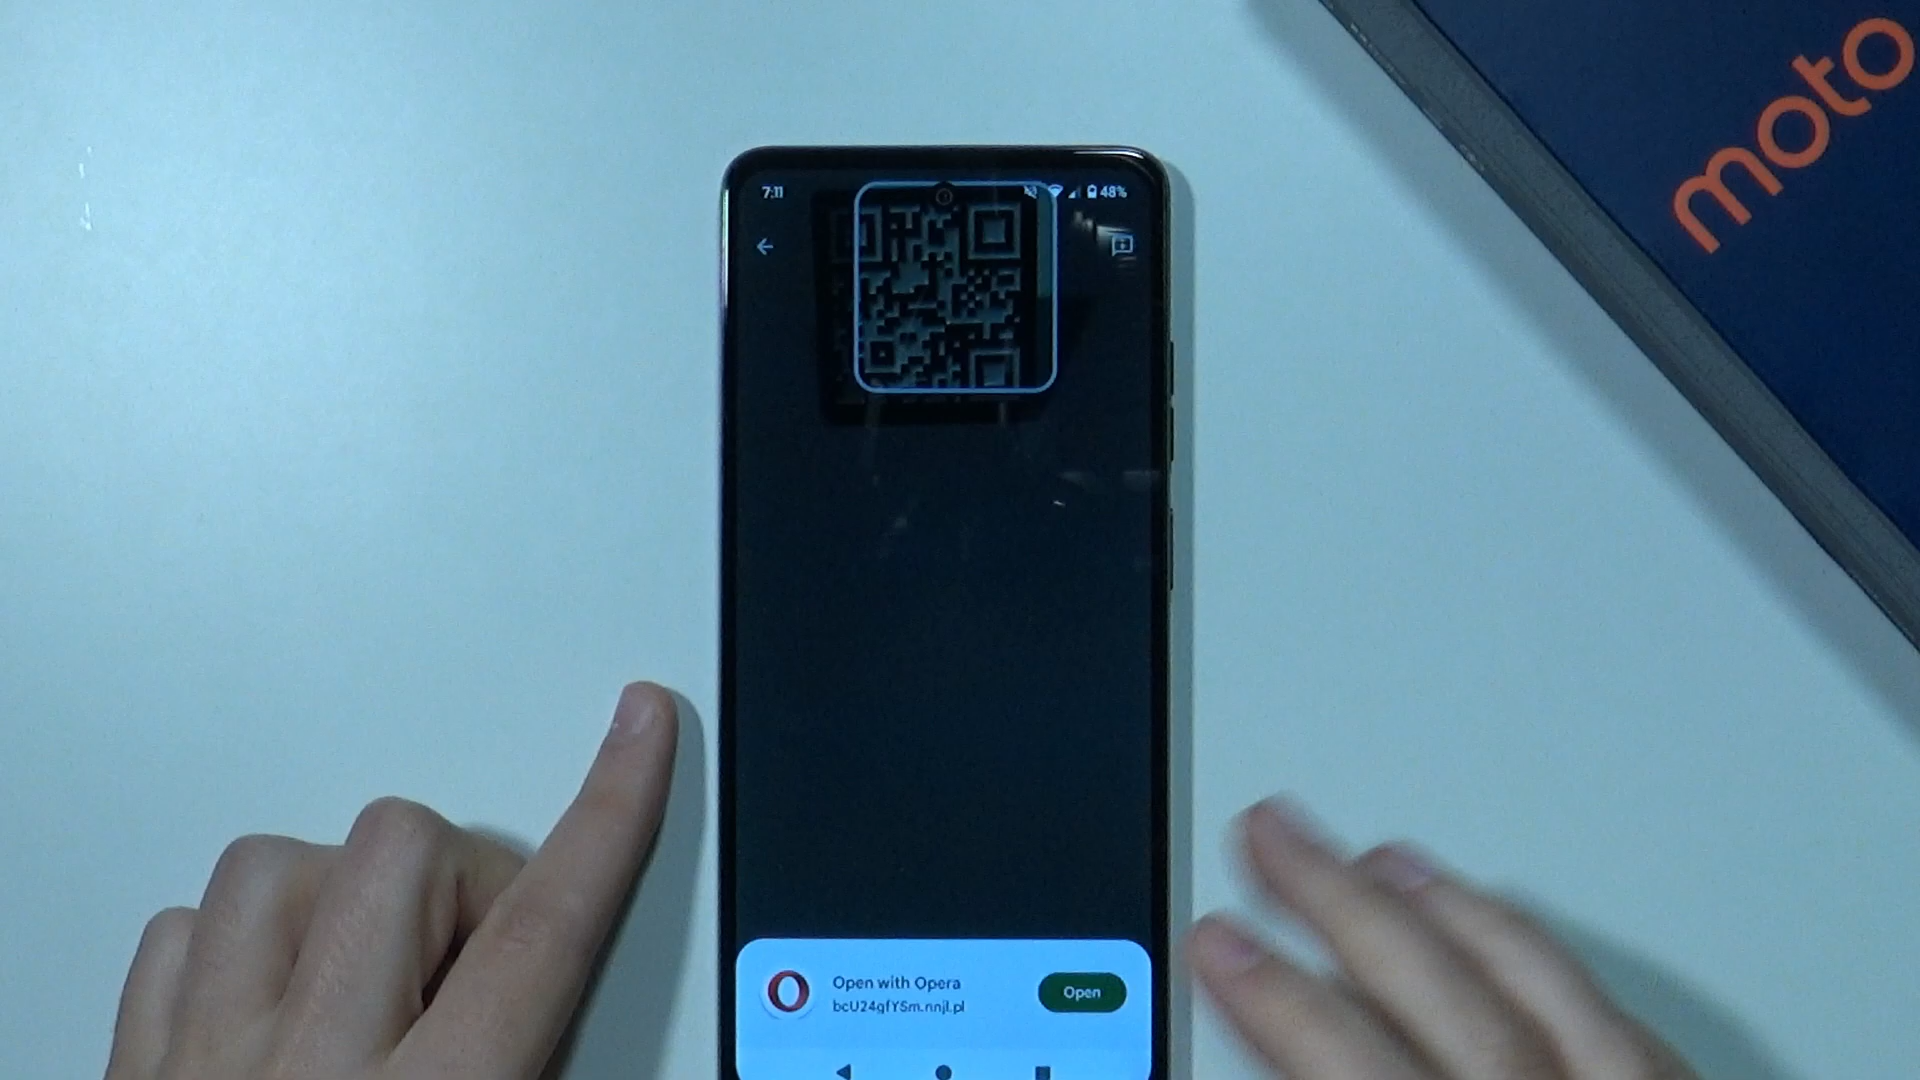 moto
7:11
48%
Open with Opera
bcU24gfYSm.nnjl.pl
Open